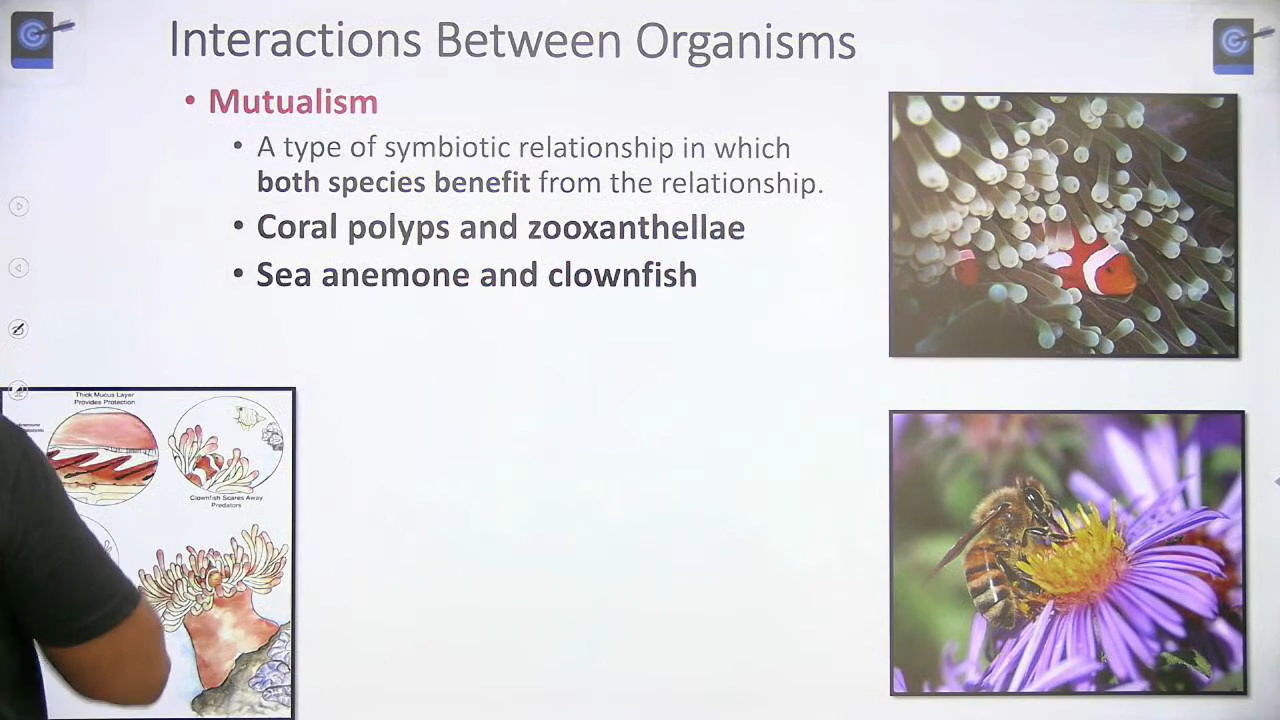 Interactions Between Organisms
• Mutualism
• A type of symbiotic relationship in which
both species benefit from the relationship.
• Coral polyps and zooxanthellae
• Sea anemone and clownfish
Thick Mucus Layer
Provides Protection
Clownfish Scares Away
Predators